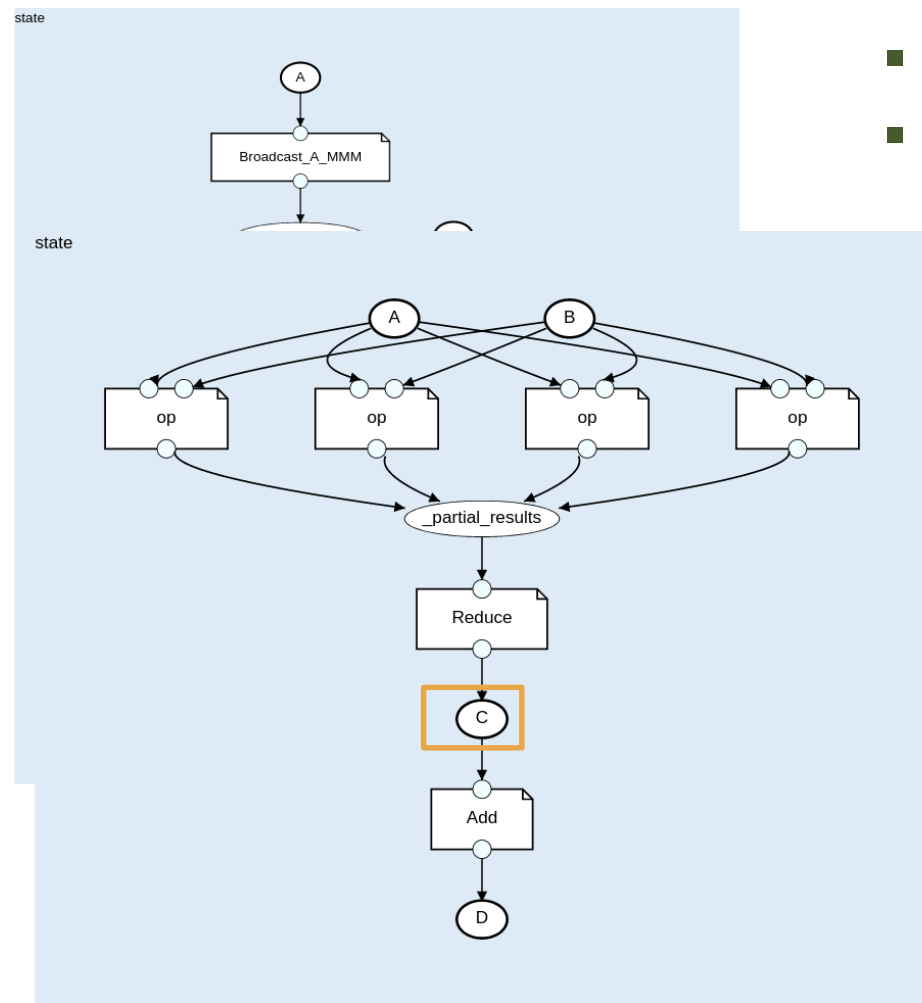 state
A
Broadcast_A_MMM
state
A
B
op
op
op
op
_partial_results
Reduce
C
Add
D